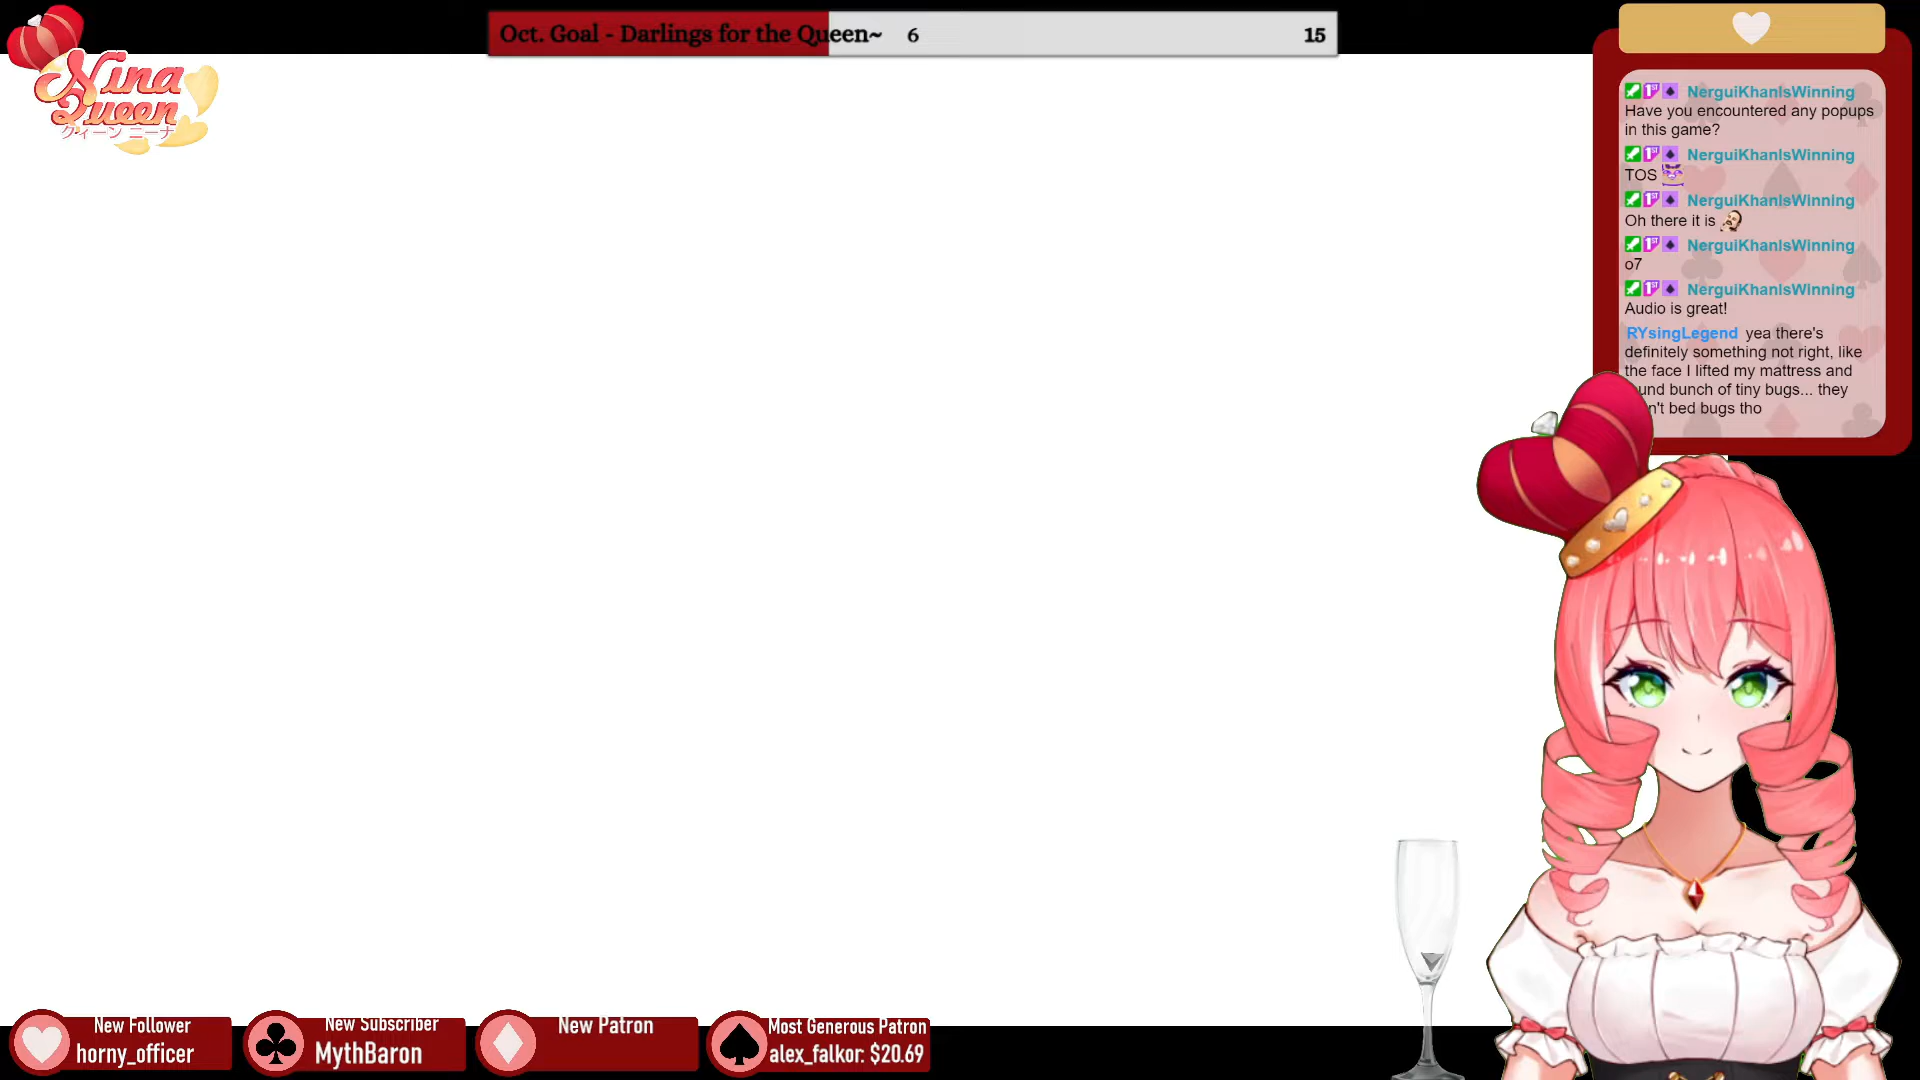 Nina
Queen
クィーン ニーナ
Oct. Goal - Darlings for the Queen~ 6 15
NerguiKhanIsWinning
Have you encountered any popups
in this game?
NerguiKhanIsWinning
TOS
NerguiKhanIsWinning
Oh there it is
NerguiKhanIsWinning
o7
NerguiKhanIsWinning
Audio is great!
RYsingLegend yea there's
definitely something not right, like
the face I lifted my mattress and
bunch of tiny bugs... they
bed bugs tho
New Follower
horny_officer
New Subscriber
MythBaron
New Patron
Most Generous Patron
alex_falkor: $20.69